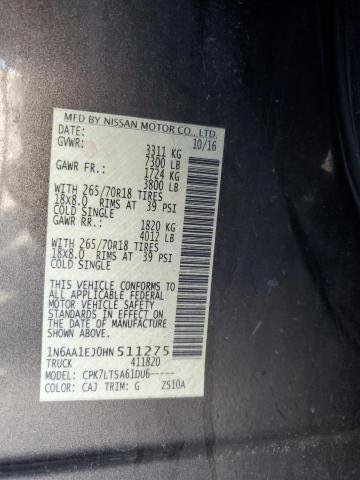 MFD BY NISSAN MOTOR CO., LTD.
DATE: 10/16
GVWR: 3311 KG
7300 LB
GAWR FR.: 1724 KG
3800 LB
WITH 265/70R18 TIRES
18X8.0 RIMS AT 39 PSI
COLD SINGLE
GAWR RR.: 1820 KG
4012 LB
WITH 265/70R18 TIRES
18X8.0 RIMS AT 39 PSI
COLD SINGLE
THIS VEHICLE CONFORMS TO
ALL APPLICABLE FEDERAL MOTOR
VEHICLE SAFETY STANDARDS
IN EFFECT ON THE DATE OF
MANUFACTURE SHOWN ABOVE.
1N6AA1EJ0HN 511275
TRUCK 411820
MODEL: CPK7LTSA61DU6-----
COLOR: CAJ TRIM: G ZS10A